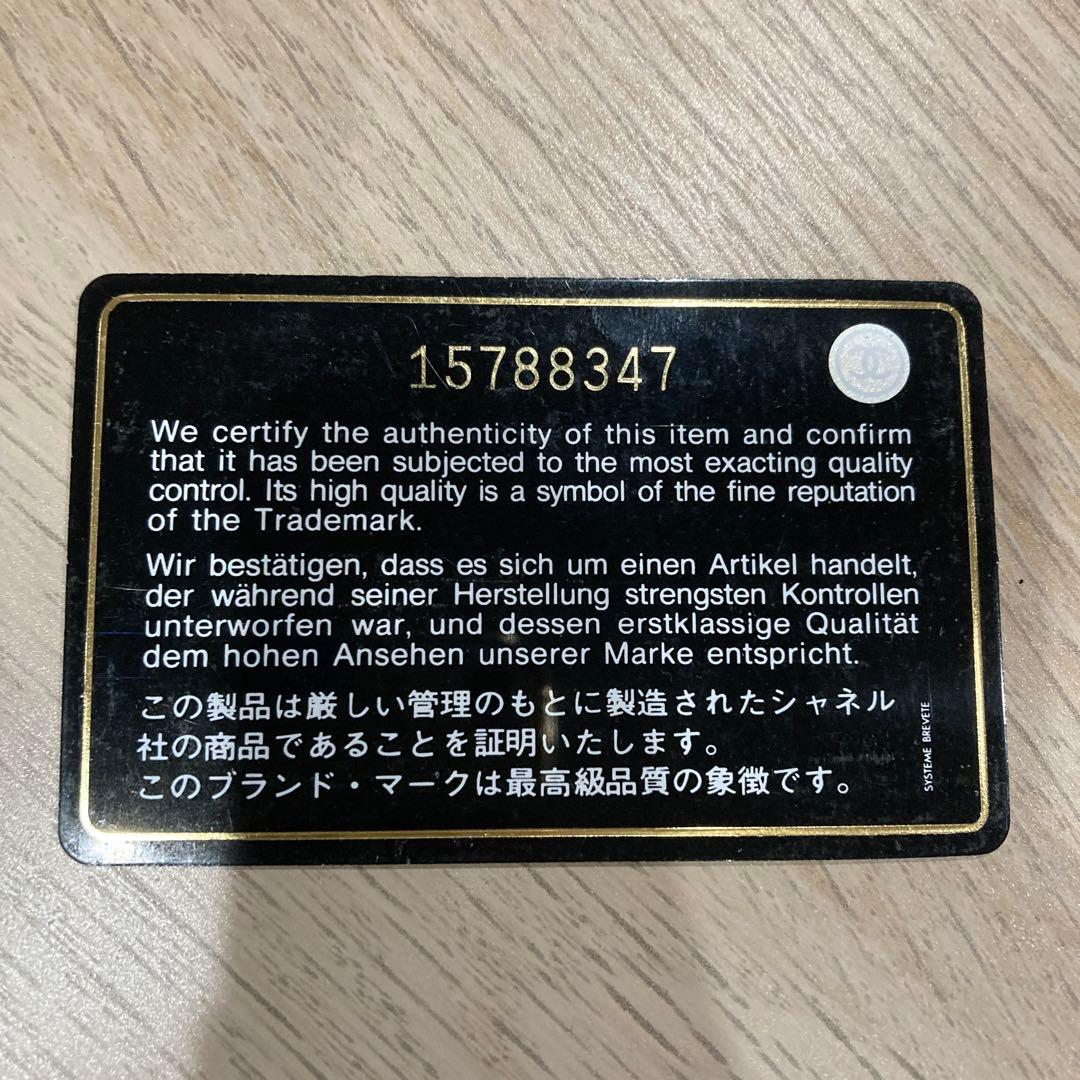 15788347
We certify the authenticity of this item and confirm
that it has been subjected to the most exacting quality
control. Its high quality is a symbol of the fine reputation
of the Trademark.
Wir bestätigen, dass es sich um einen Artikel handelt,
der während seiner Herstellung strengsten Kontrollen
unterworfen war, und dessen erstklassige Qualität
dem hohen Ansehen unserer Marke entspricht.
この製品は厳しい管理のもとに製造されたシャネル
社の商品であることを証明いたします。
このブランド・マークは最高級品質の象徴です。
SYSTEME BREVETE